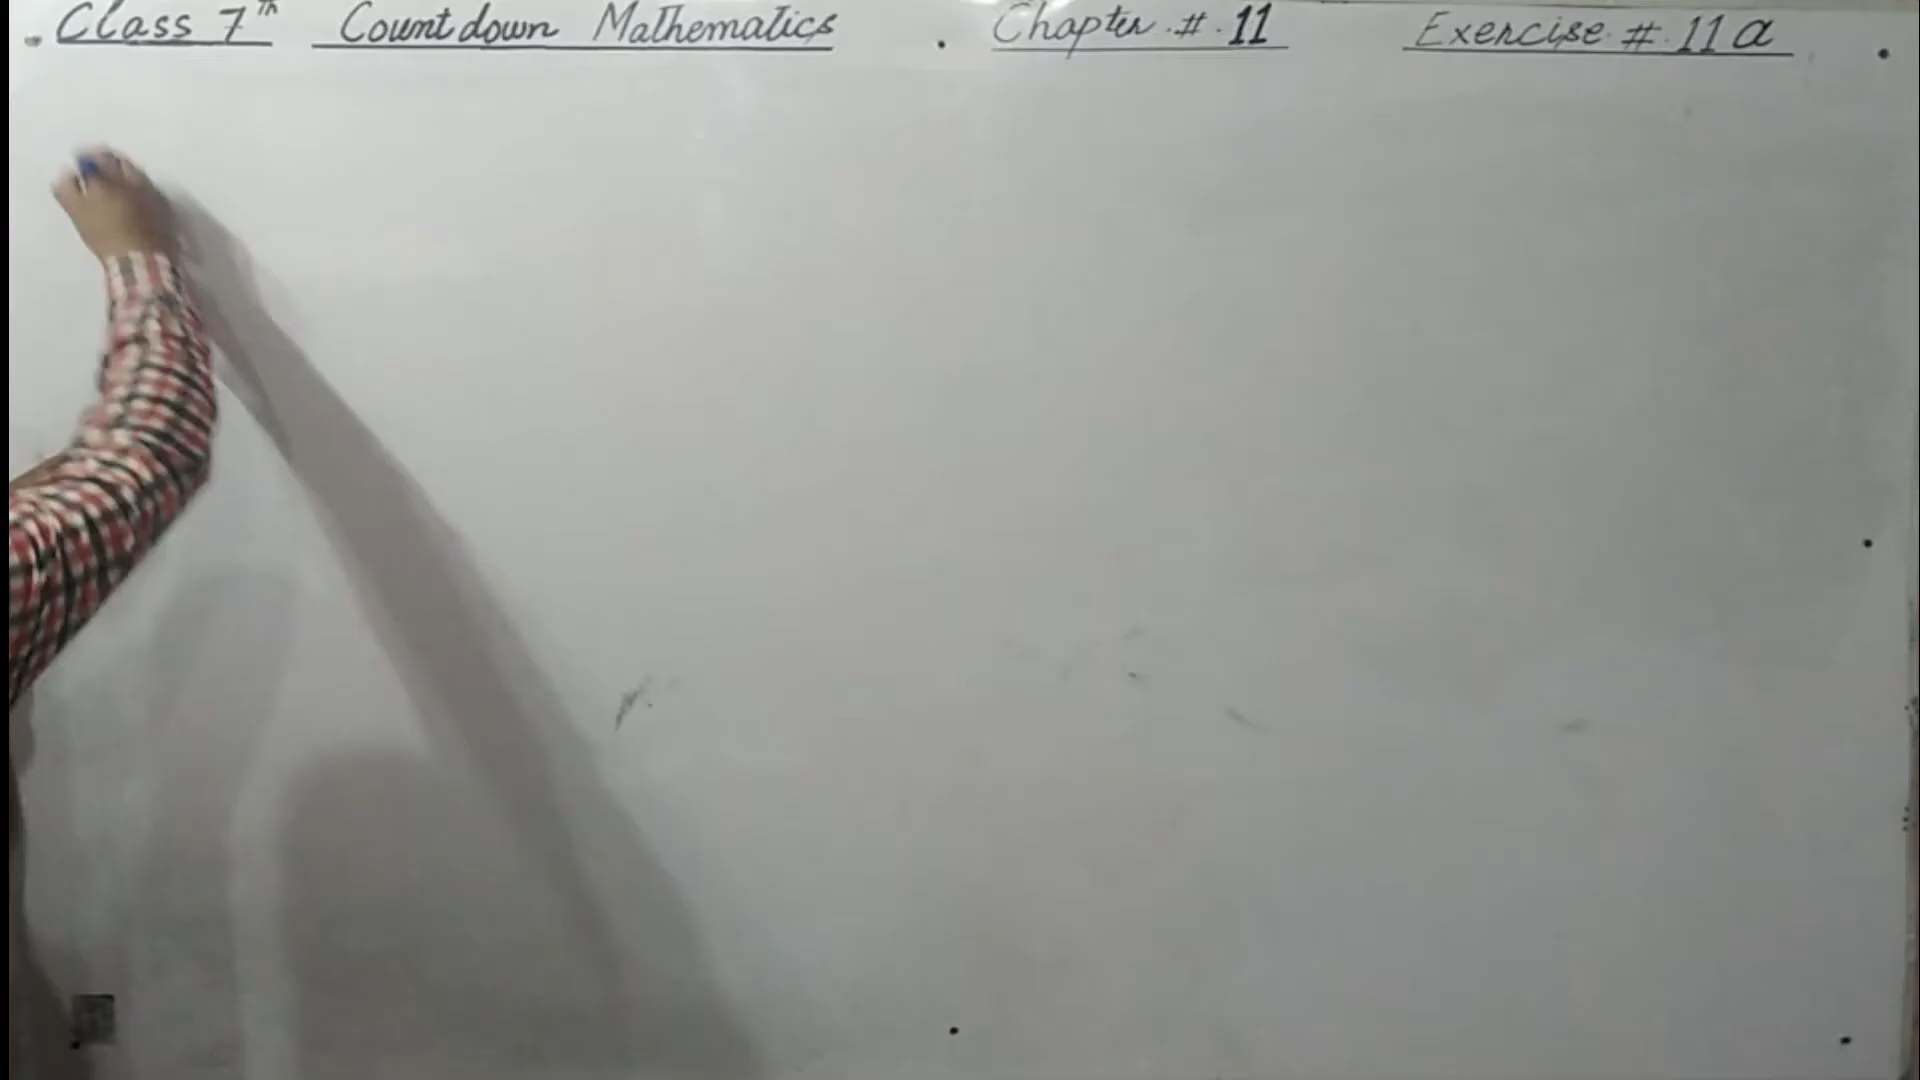 Class 7th Countdown Mathematics . Chapter # 11 Exercise # 11a